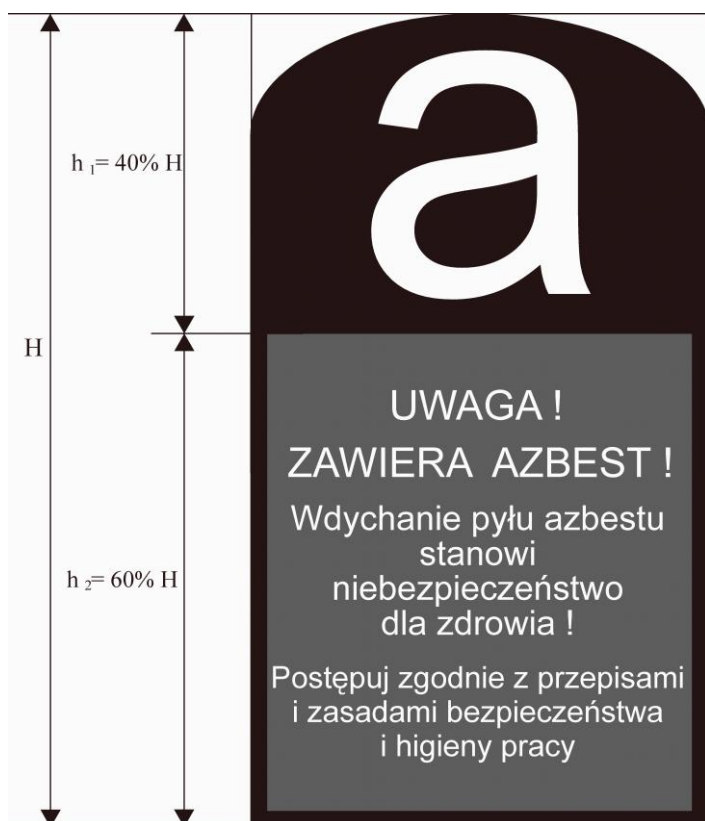 a
h 1= 40% H
H
UWAGA !
ZAWIERA AZBEST !
Wdychanie pyłu azbestu
stanowi
niebezpieczeństwo
dla zdrowia !
h 2= 60% H
Postępuj zgodnie z przepisami
i zasadami bezpieczeństwa
i higieny pracy